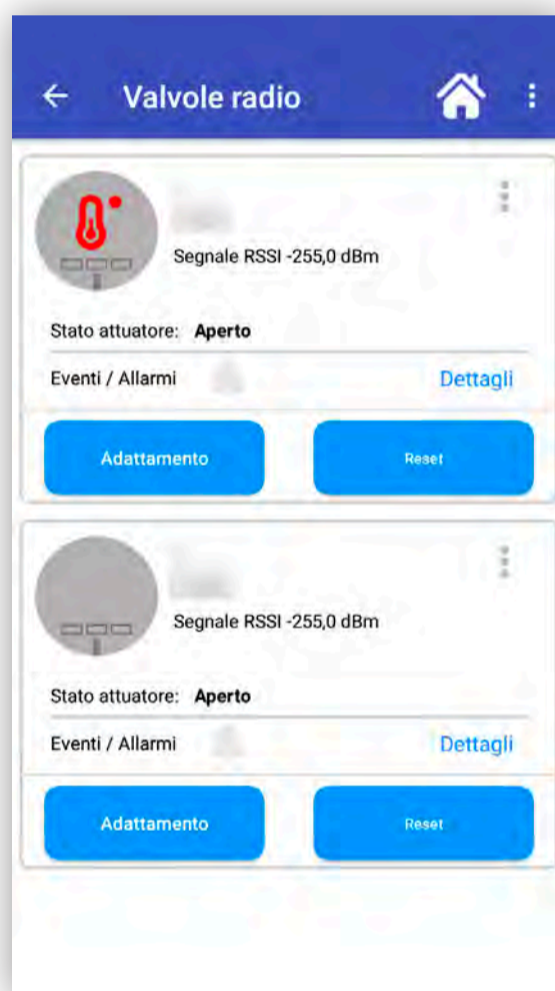 Valvole radio
Segnale RSSI -255,0 dBm
Stato attuatore: Aperto
Eventi / Allarmi Dettagli
Adattamento Reset
Segnale RSSI -255,0 dBm
Stato attuatore: Aperto
Eventi / Allarmi Dettagli
Adattamento Reset